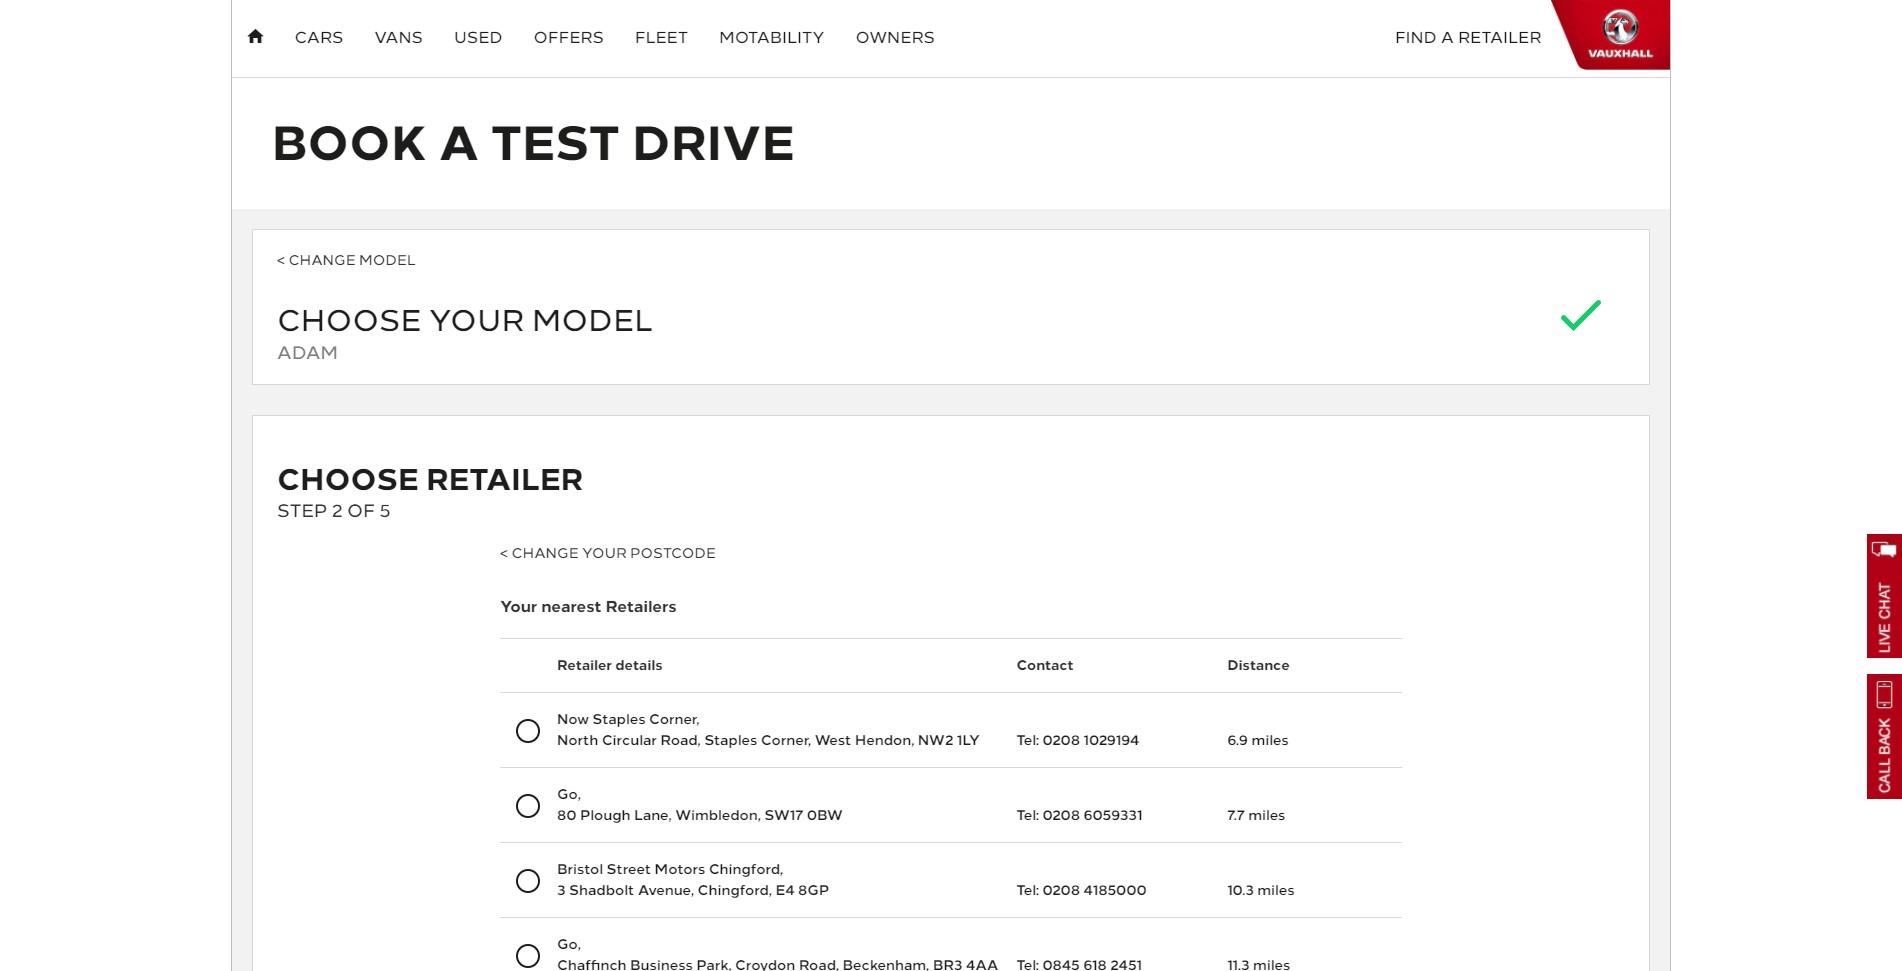 CARS VANS USED OFFERS FLEET MOTABILITY OWNERS FIND A RETAILER
VAUXHALL
BOOK A TEST DRIVE
< CHANGE MODEL
CHOOSE YOUR MODEL
ADAM
CHOOSE RETAILER
STEP 2 OF 5
< CHANGE YOUR POSTCODE
Your nearest Retailers
Retailer details Contact Distance
Now Staples Corner,
North Circular Road, Staples Corner, West Hendon, NW2 1LY Tel: 0208 1029194 6.9 miles
Go,
80 Plough Lane, Wimbledon, SW17 0BW Tel: 0208 6059331 7.7 miles
Bristol Street Motors Chingford,
3 Shadbolt Avenue, Chingford, E4 8GP Tel: 0208 4185000 10.3 miles
Go,
Chaffinch Business Park, Croydon Road, Beckenham, BR3 4AA Tel: 0845 618 2451 11.3 miles
LIVE CHAT
CALL BACK